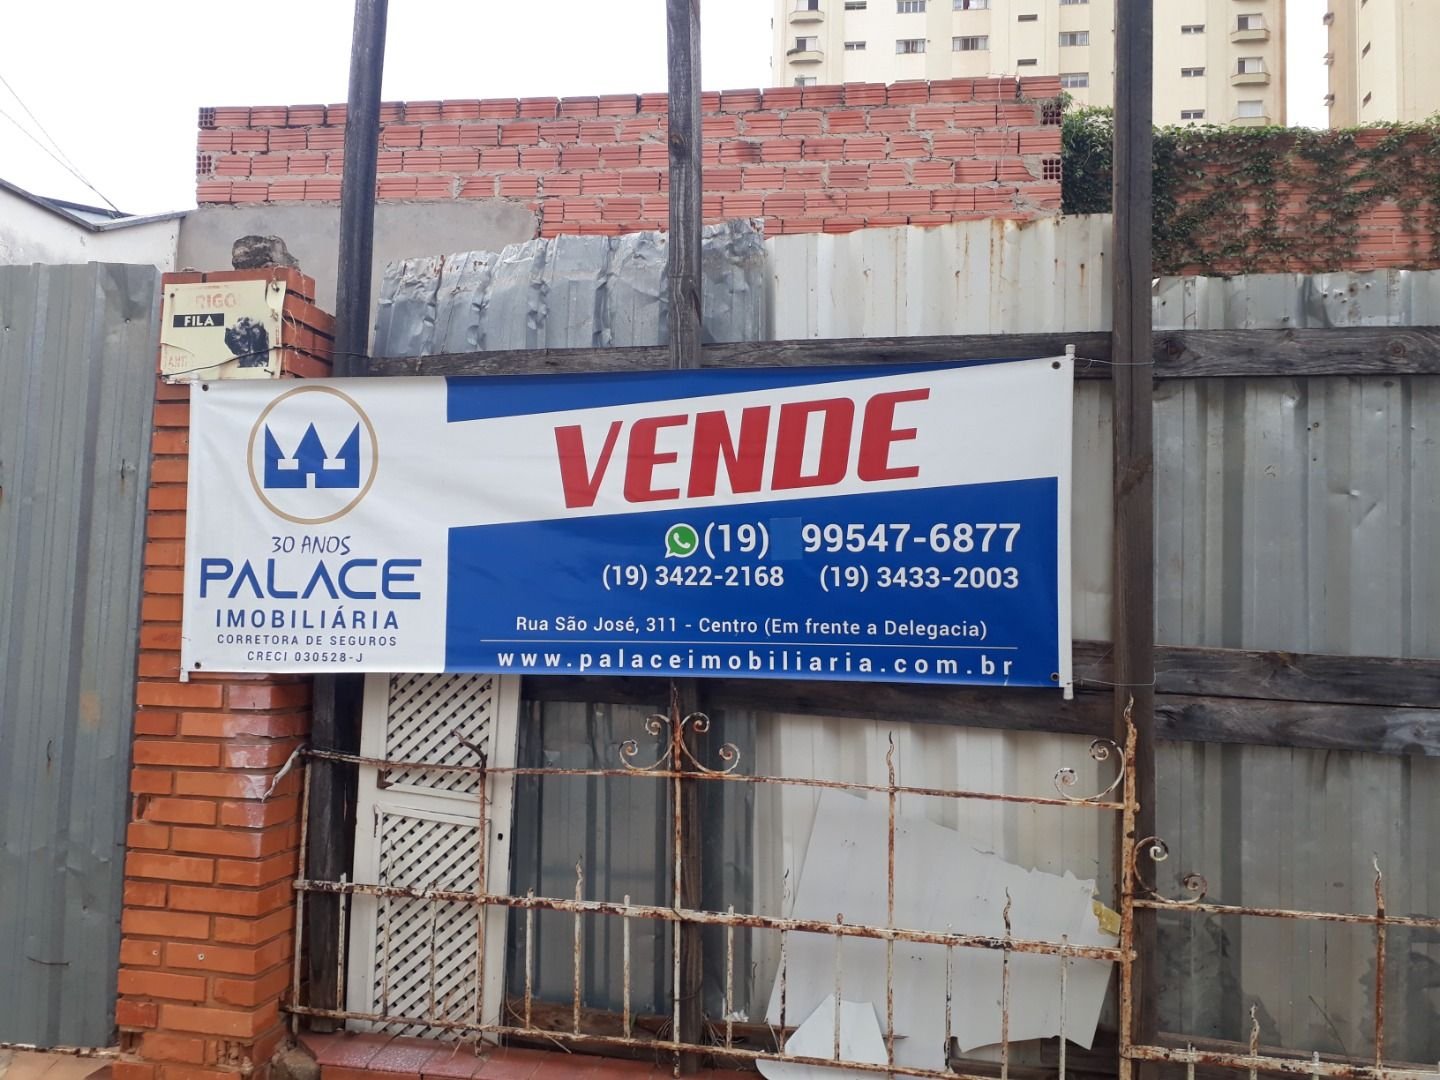 RIGO
FILA
VENDE
30 ANOS
PALACE
IMOBILIÁRIA
CORRETORA DE SEGUROS
CRECI 030528-J
(19) 99547-6877
(19) 3422-2168 (19) 3433-2003
Rua São José, 311 - Centro (Em frente a Delegacia)
www.palaceimobiliaria.com.br